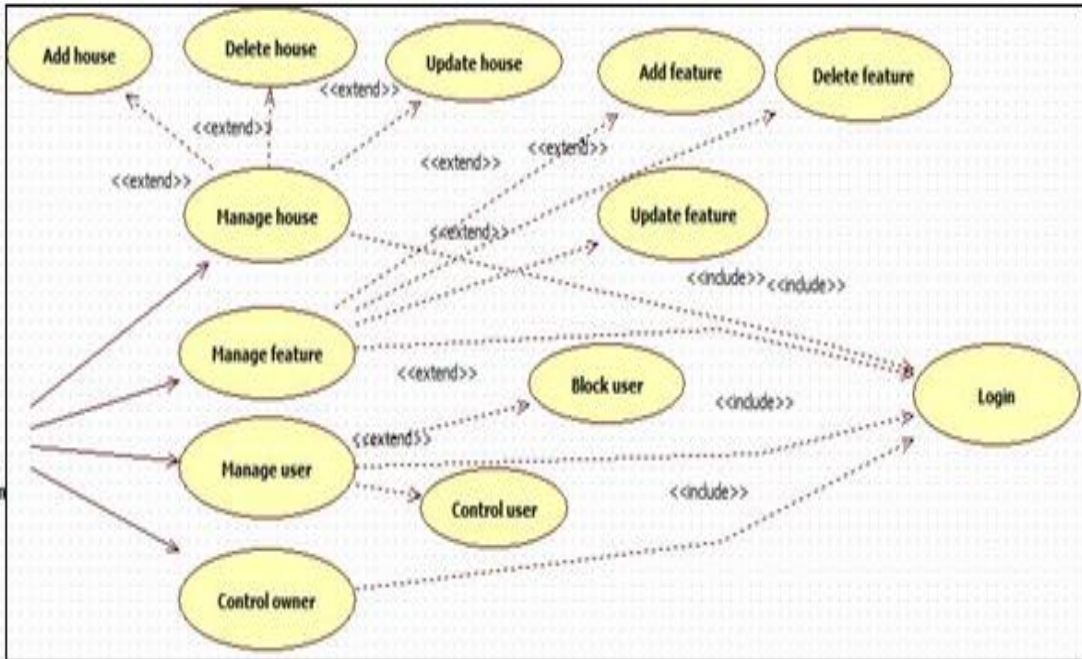 Add house
Delete house
Update house
Add feature
Delete feature
<<extend>>
<<extend>>
<<extend>>
<<extend>>
<<extend>>
Manage house
Update feature
<<extend>>
<<include>>
<<include>>
Manage feature
<<extend>>
Block user
Login
<<include>>
<<extend>>
Manage user
<<include>>
Control user
Control owner